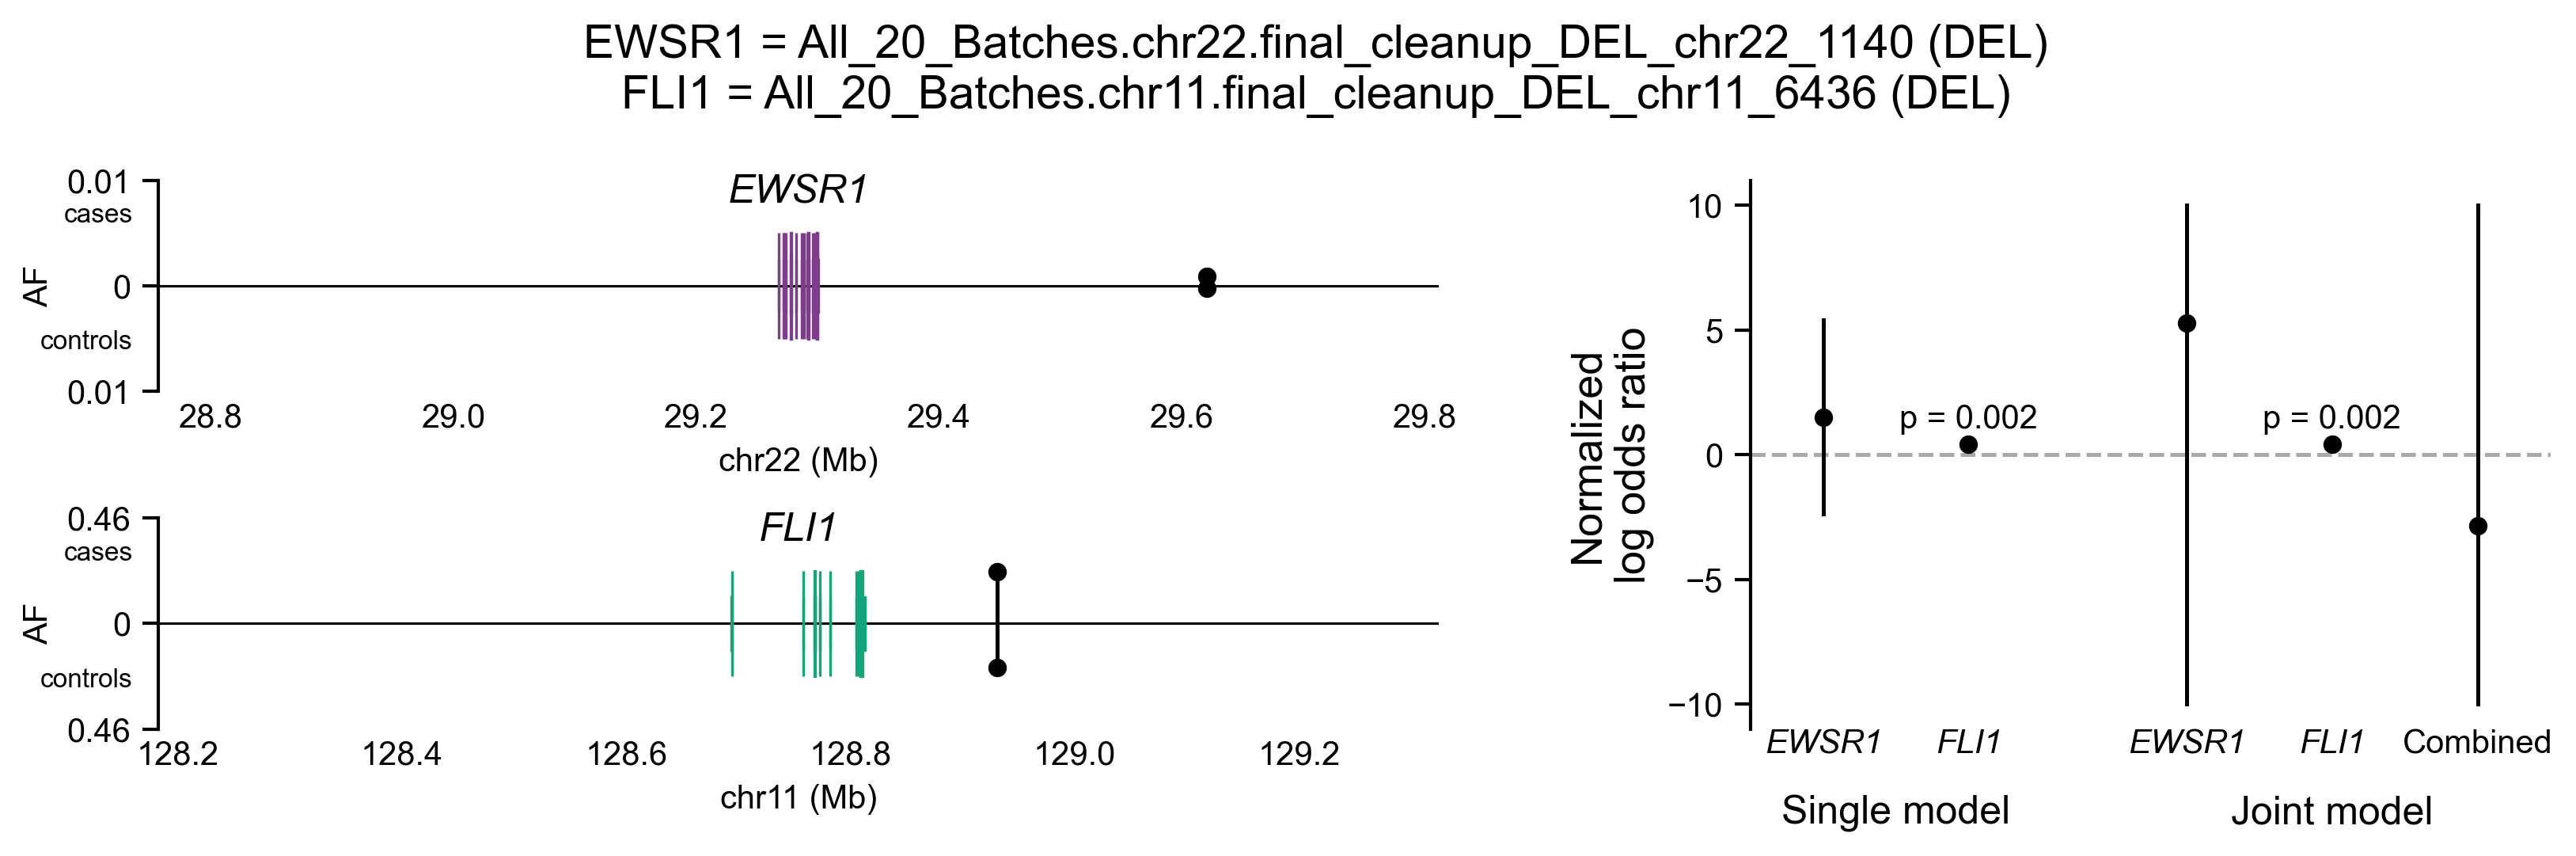 EWSR1 = All_20_Batches.chr22.final_cleanup_DEL_chr22_1140 (DEL)
FLI1 = All_20_Batches.chr11.final_cleanup_DEL_chr11_6436 (DEL)
0.01
cases
AF
0
controls
0.01
EWSR1
28.8 29.0 29.2 29.4 29.6 29.8
chr22 (Mb)
0.46
cases
AF
0
controls
0.46
FLI1
128.2 128.4 128.6 128.8 129.0 129.2
chr11 (Mb)
Normalized
log odds ratio
10
5
0
−5
−10
p = 0.002
p = 0.002
EWSR1 FLI1 EWSR1 FLI1 Combined
Single model Joint model